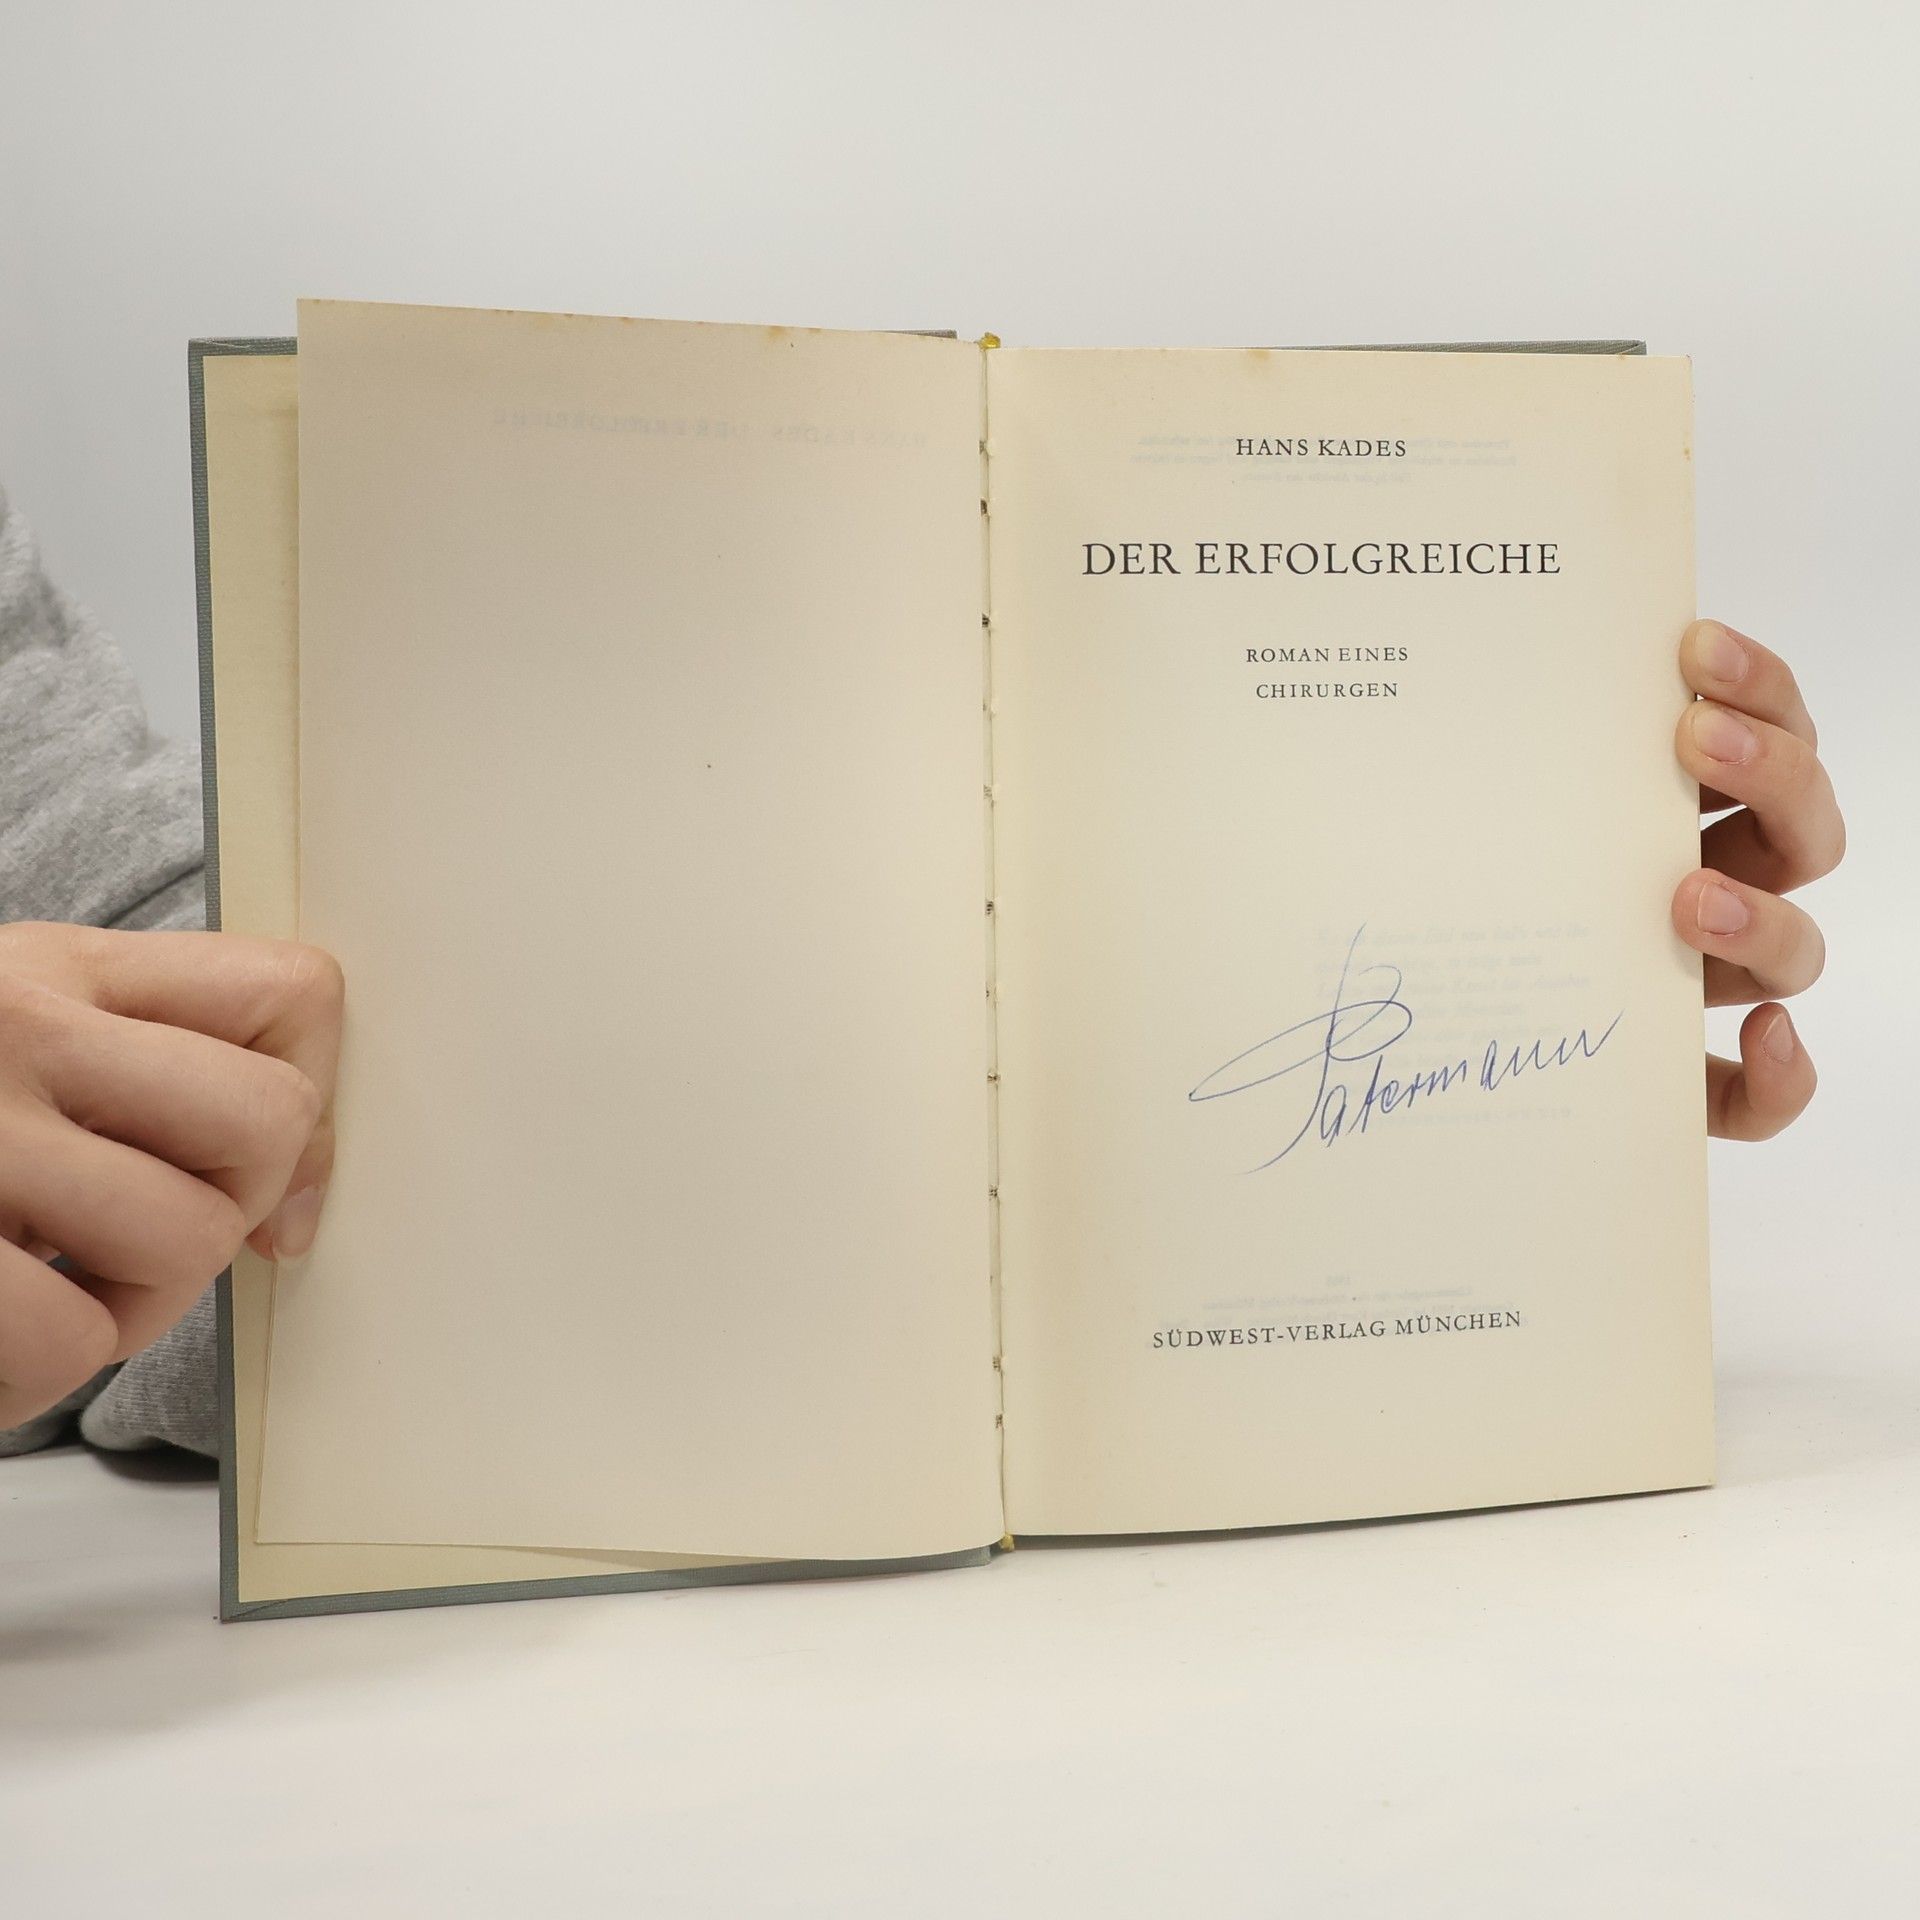 HANS KADES
DER ERFOLGREICHE
ROMAN EINES
CHIRURGEN
Patermann
SÜDWEST-VERLAG MÜNCHEN